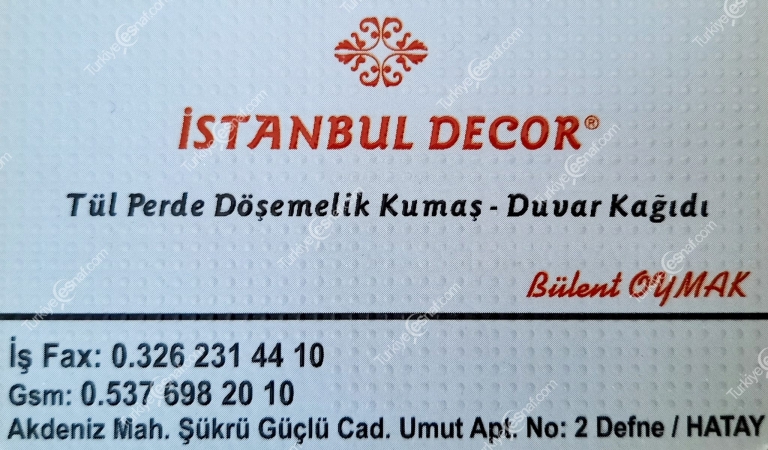 İSTANBUL DECOR®
Tül Perde Döşemelik Kumaş - Duvar Kağıdı
Bülent OYMAK
İş Fax: 0.326 231 44 10
Gsm: 0.537 698 20 10
Akdeniz Mah. Şükrü Güçlü Cad. Umut Apt. No: 2 Defne / HATAY